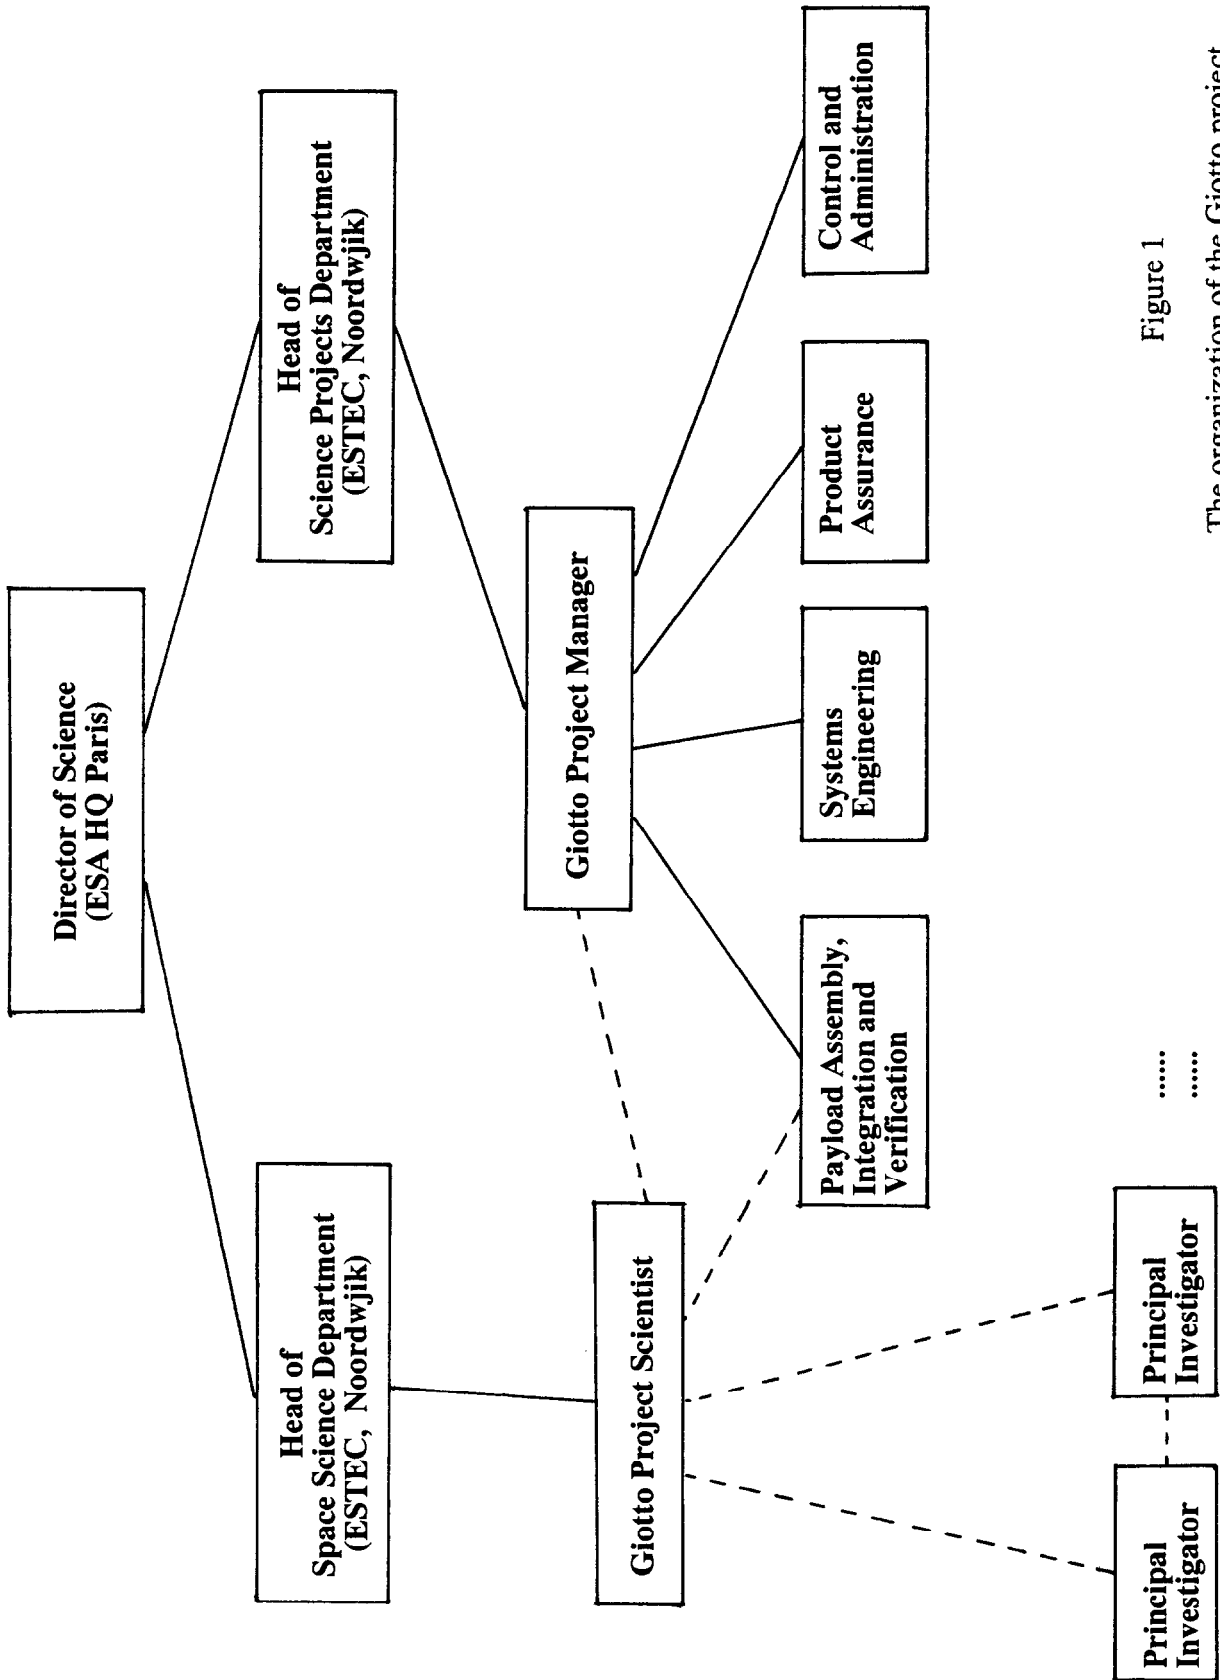 Director of Science
(ESA HQ Paris)
Head of
Space Science Department
(ESTEC, Noordwjik)
Head of
Science Projects Department
(ESTEC, Noordwjik)
Giotto Project Scientist
Giotto Project Manager
Payload Assembly,
Integration and
Verification
Systems
Engineering
Product
Assurance
Control and
Administration
Principal
Investigator
Principal
Investigator
......
......
Figure 1
The organization of the Giotto project